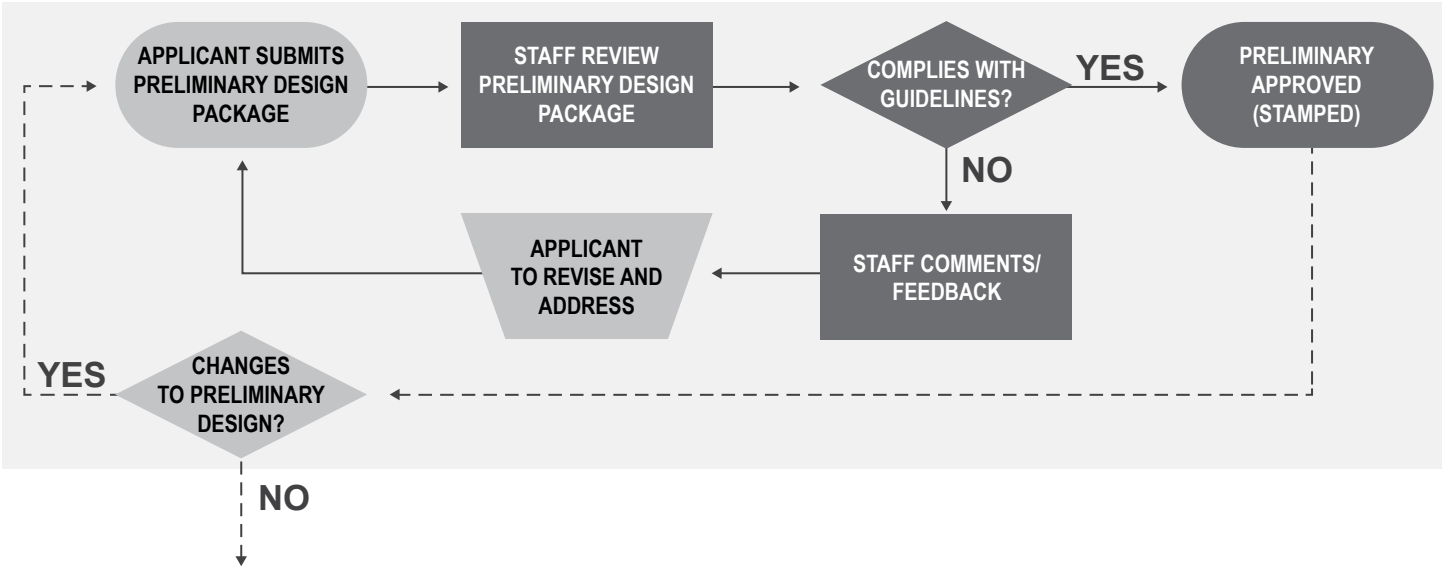 APPLICANT SUBMITS
PRELIMINARY DESIGN
PACKAGE
STAFF REVIEW
PRELIMINARY DESIGN
PACKAGE
COMPLIES WITH
GUIDELINES?
YES
PRELIMINARY
APPROVED
(STAMPED)
NO
APPLICANT
TO REVISE AND
ADDRESS
STAFF COMMENTS/
FEEDBACK
YES
CHANGES
TO PRELIMINARY
DESIGN?
NO